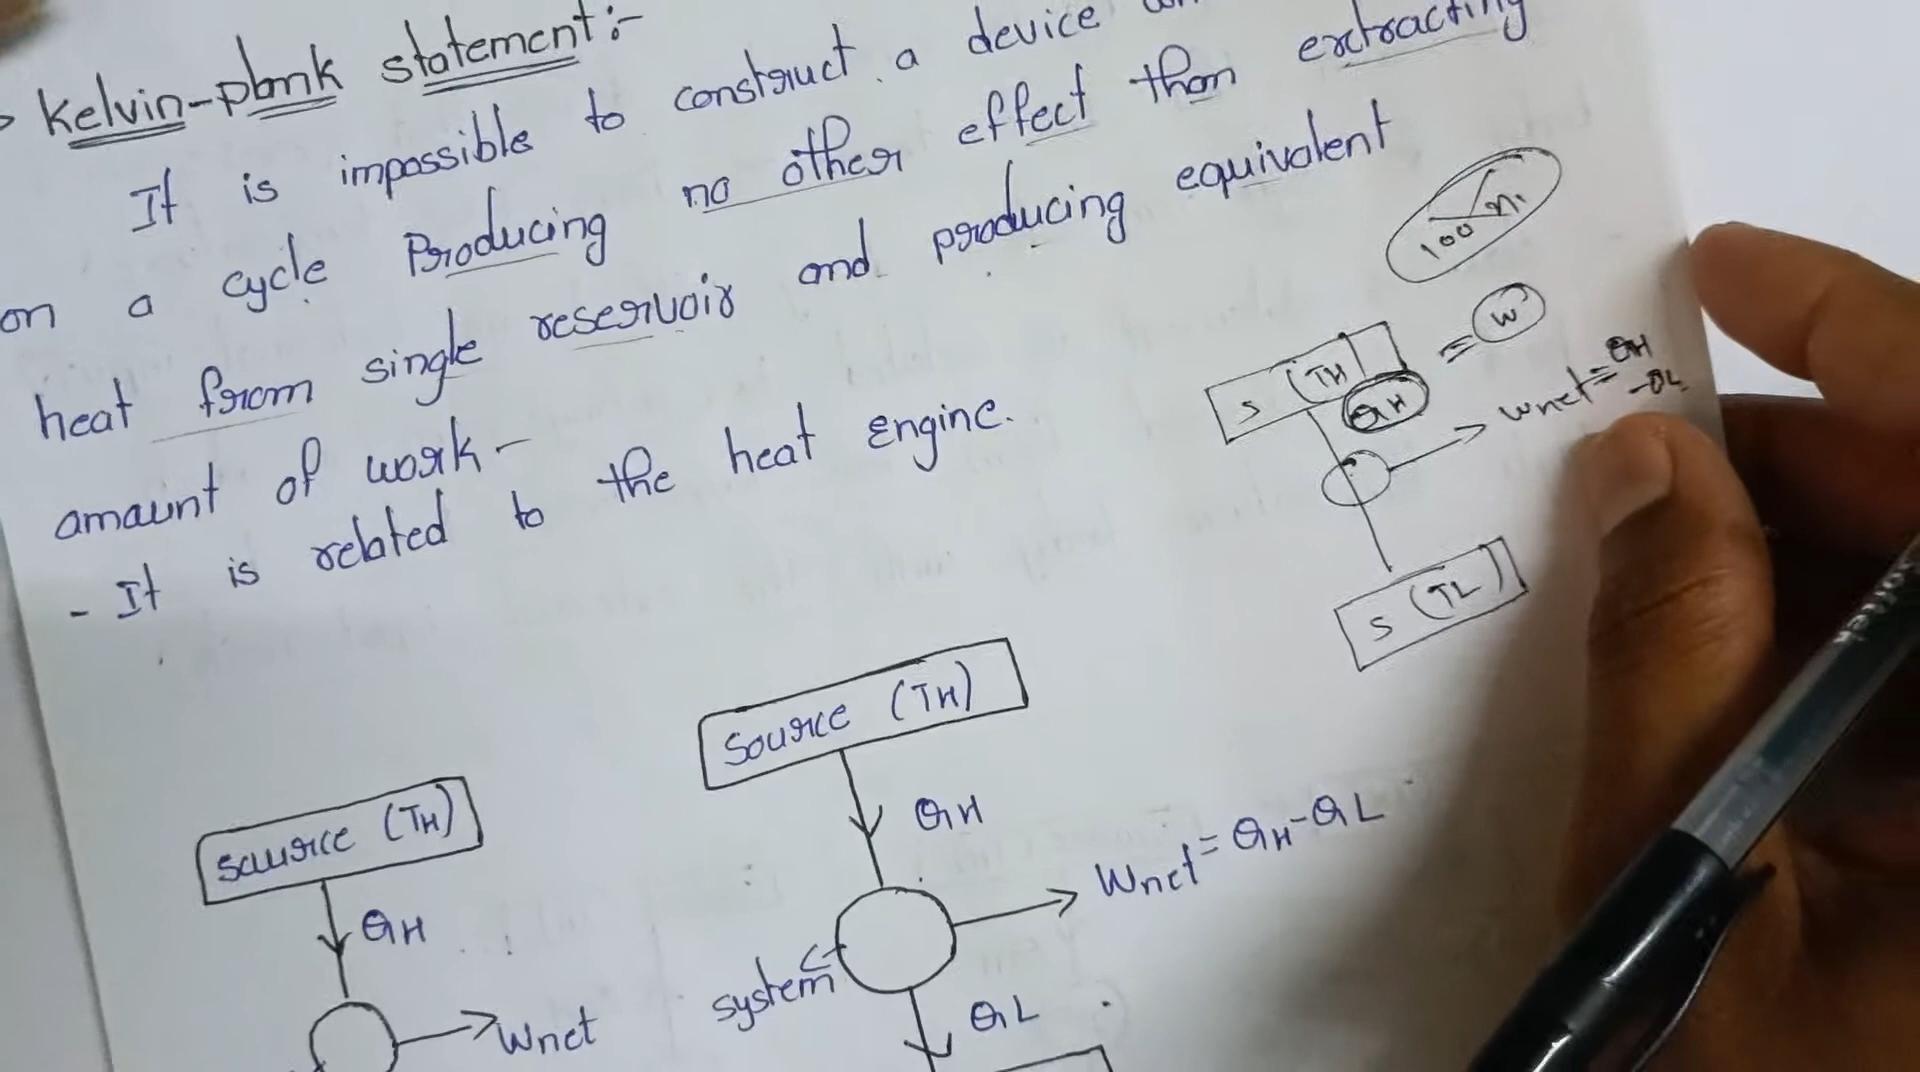 Kelvin-plank statement:-
It is impossible to construct a device
on a cycle Producing no other effect than extracting
heat from single reservoir and producing equivalent
amaunt of work-
- It is related to the heat engine.
100 %
S (TH)
QH
= W
Wnet = QH
-QL
S (TL)
Source (TH)
QH
Wnet = QH-QL
system
QL
Saurce (TH)
QH
Wnet